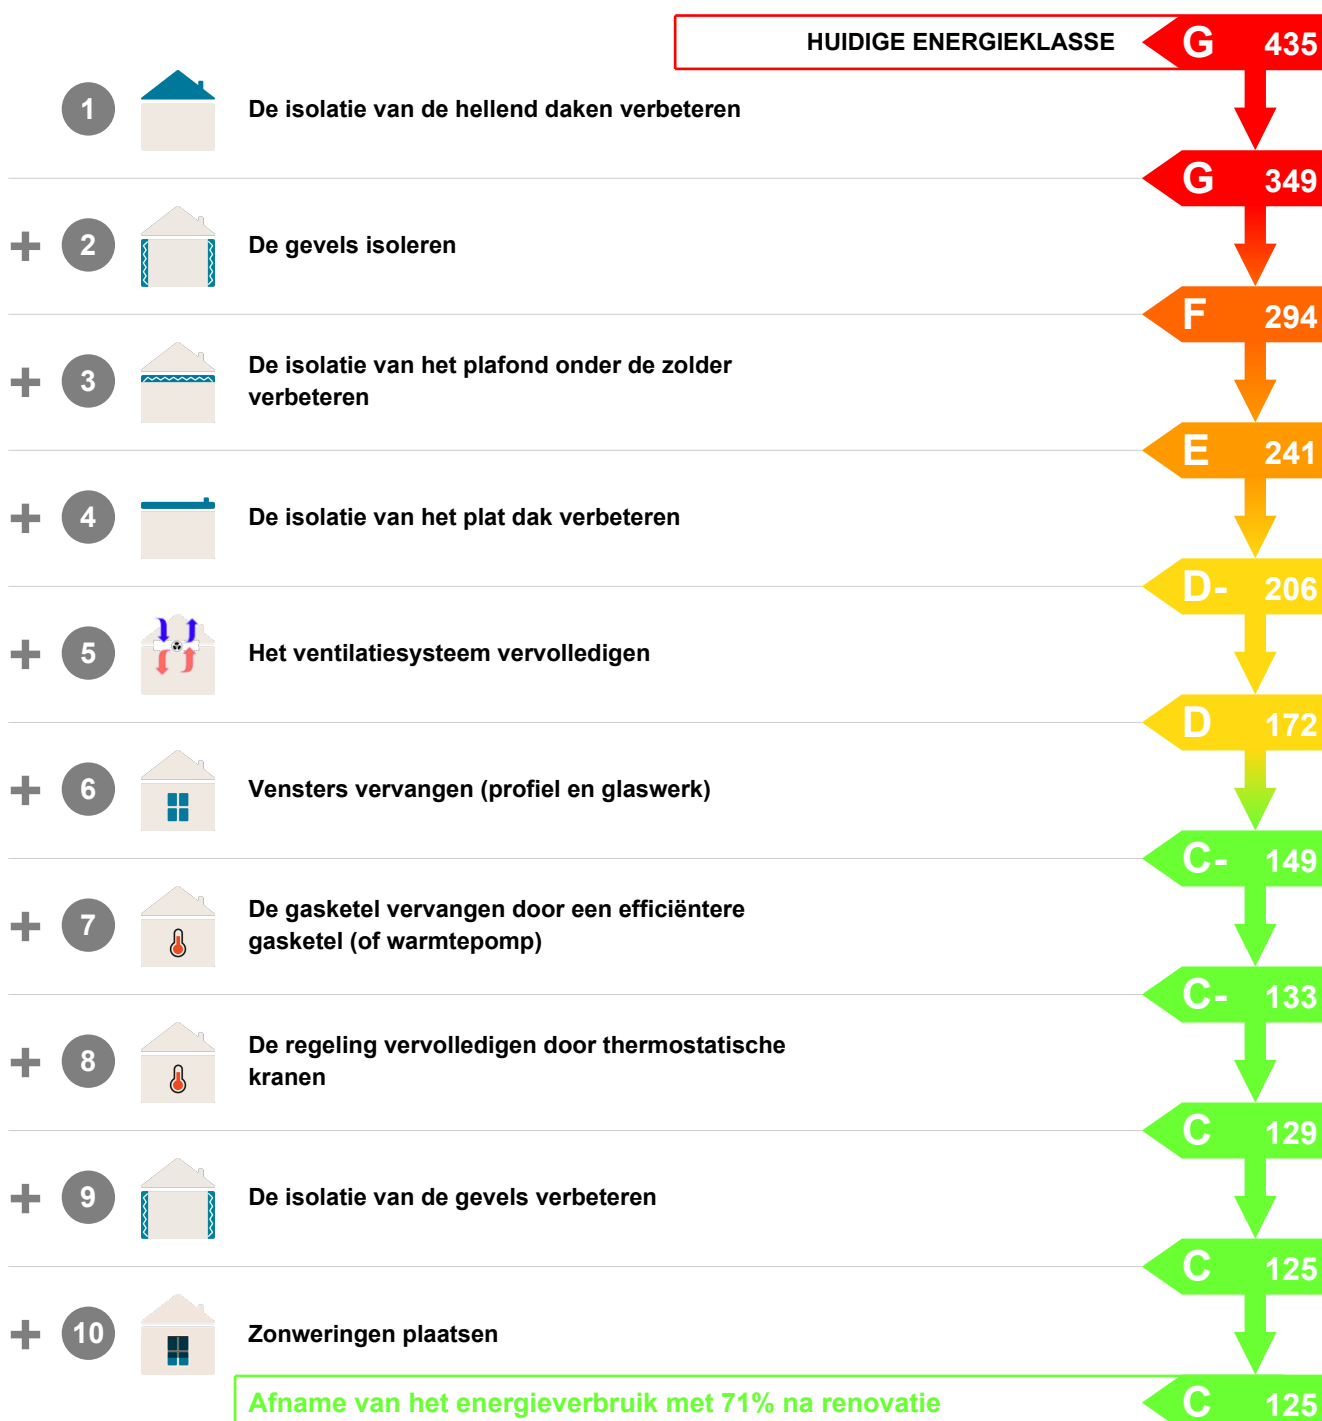 HUIDIGE ENERGIEKLASSE G 435
1 De isolatie van de hellend daken verbeteren
G 349
+ 2 De gevels isoleren
F 294
+ 3 De isolatie van het plafond onder de zolder
verbeteren
E 241
+ 4 De isolatie van het plat dak verbeteren
D- 206
+ 5 Het ventilatiesysteem vervolledigen
D 172
+ 6 Vensters vervangen (profiel en glaswerk)
C- 149
+ 7 De gasketel vervangen door een efficiëntere
gasketel (of warmtepomp)
C- 133
+ 8 De regeling vervolledigen door thermostatische
kranen
C 129
+ 9 De isolatie van de gevels verbeteren
C 125
+ 10 Zonweringen plaatsen
Afname van het energieverbruik met 71% na renovatie C 125